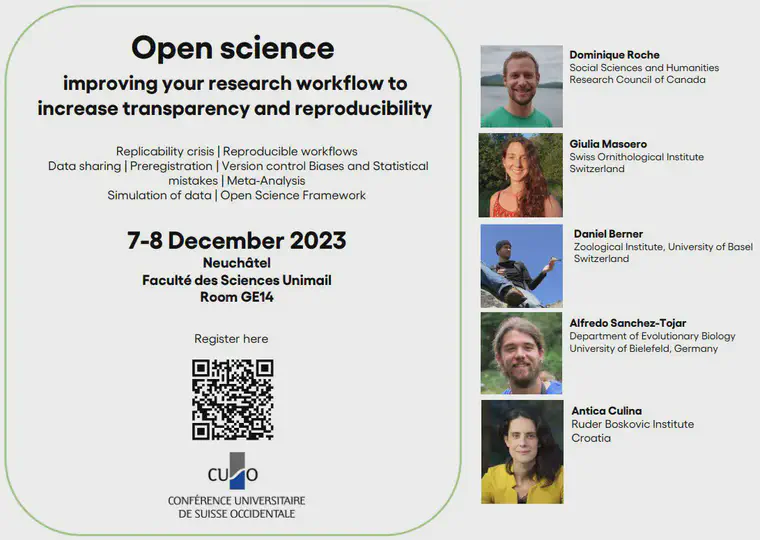 Open science
improving your research workflow to
increase transparency and reproducibility
Replicability crisis | Reproducible workflows
Data sharing | Preregistration | Version control Biases and Statistical
mistakes | Meta-Analysis
Simulation of data | Open Science Framework
7-8 December 2023
Neuchâtel
Faculté des Sciences Unimail
Room GE14
Register here
CUSO
CONFÉRENCE UNIVERSITAIRE
DE SUISSE OCCIDENTALE
Dominique Roche
Social Sciences and Humanities
Research Council of Canada
Giulia Masoero
Swiss Ornithological Institute
Switzerland
Daniel Berner
Zoological Institute, University of Basel
Switzerland
Alfredo Sanchez-Tojar
Department of Evolutionary Biology
University of Bielefeld, Germany
Antica Culina
Ruder Boskovic Institute
Croatia